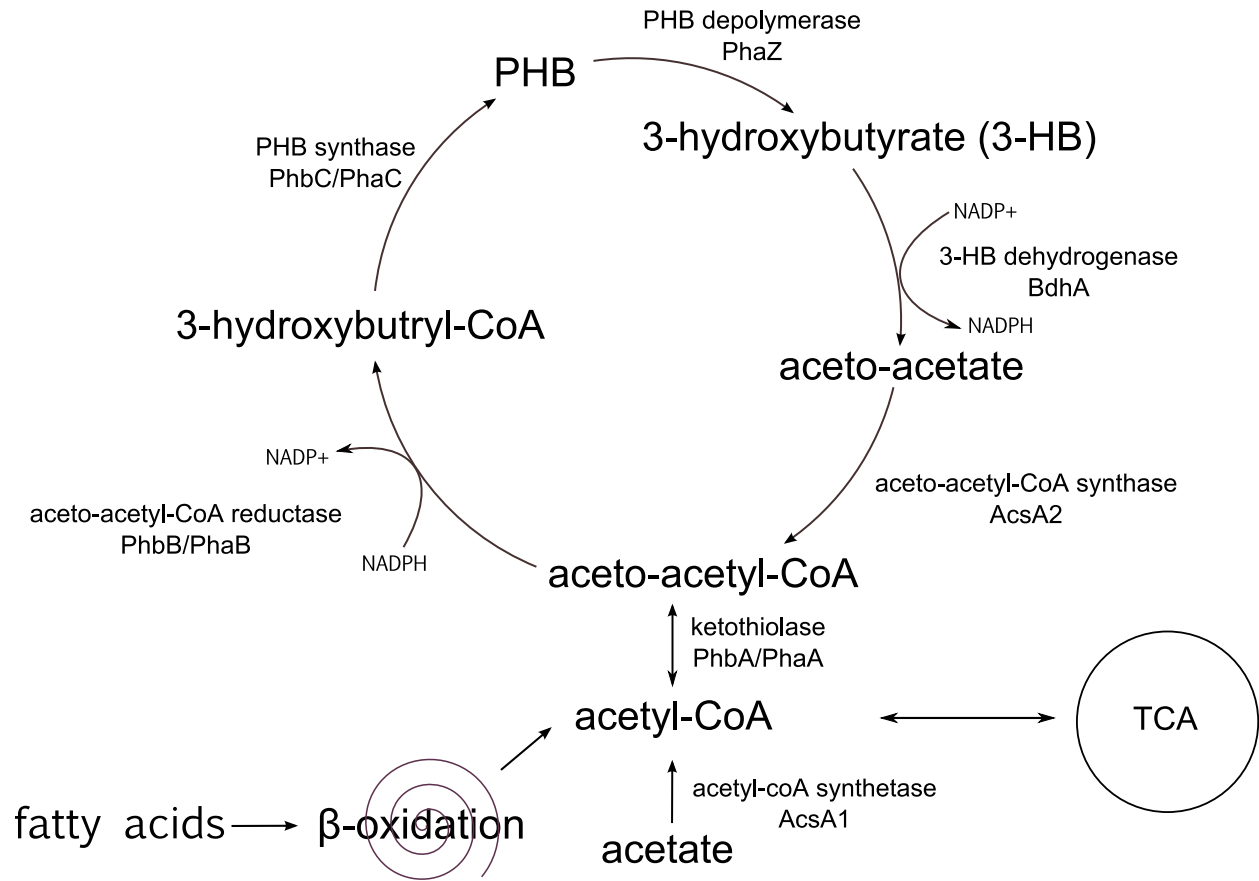 PHB depolymerase
PhaZ
PHB
3-hydroxybutyrate (3-HB)
PHB synthase
PhbC/PhaC
NADP+
3-HB dehydrogenase
BdhA
NADPH
3-hydroxybutryl-CoA
aceto-acetate
NADP+
aceto-acetyl-CoA reductase
PhbB/PhaB
NADPH
aceto-acetyl-CoA synthase
AcsA2
aceto-acetyl-CoA
ketothiolase
PhbA/PhaA
acetyl-CoA
TCA
acetyl-coA synthetase
AcsA1
fatty acids
β-oxidation
acetate